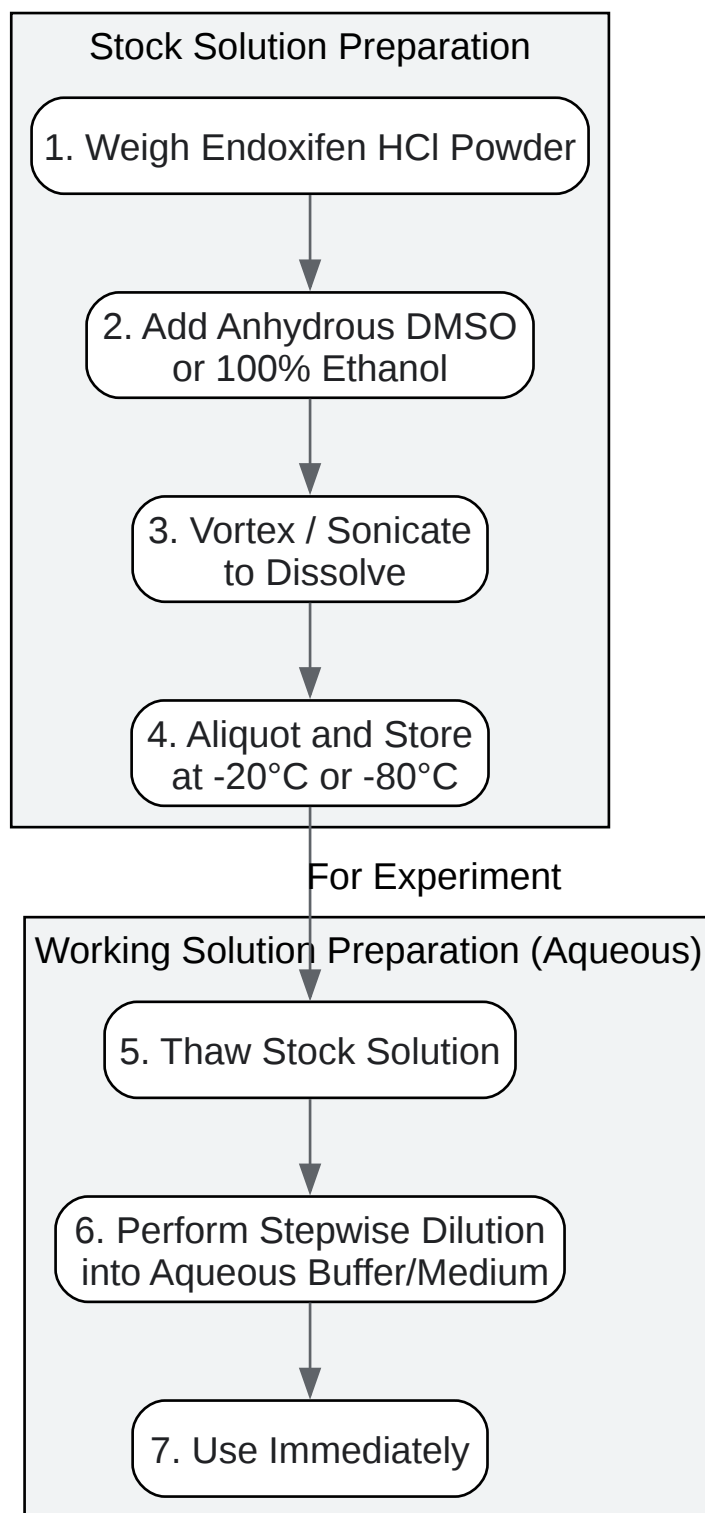 Stock Solution Preparation
1. Weigh Endoxifen HCl Powder
2. Add Anhydrous DMSO
or 100% Ethanol
3. Vortex / Sonicate
to Dissolve
4. Aliquot and Store
at -20°C or -80°C
For Experiment
Working Solution Preparation (Aqueous)
5. Thaw Stock Solution
6. Perform Stepwise Dilution
into Aqueous Buffer/Medium
7. Use Immediately